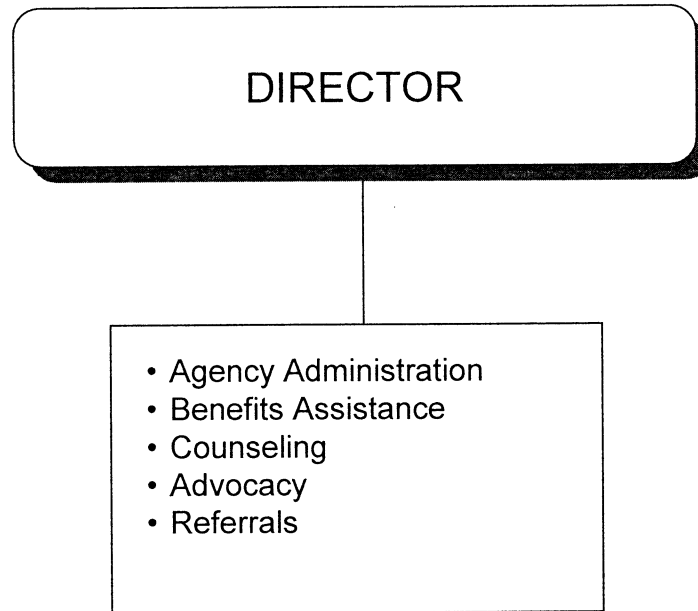 DIRECTOR
• Agency Administration
• Benefits Assistance
• Counseling
• Advocacy
• Referrals